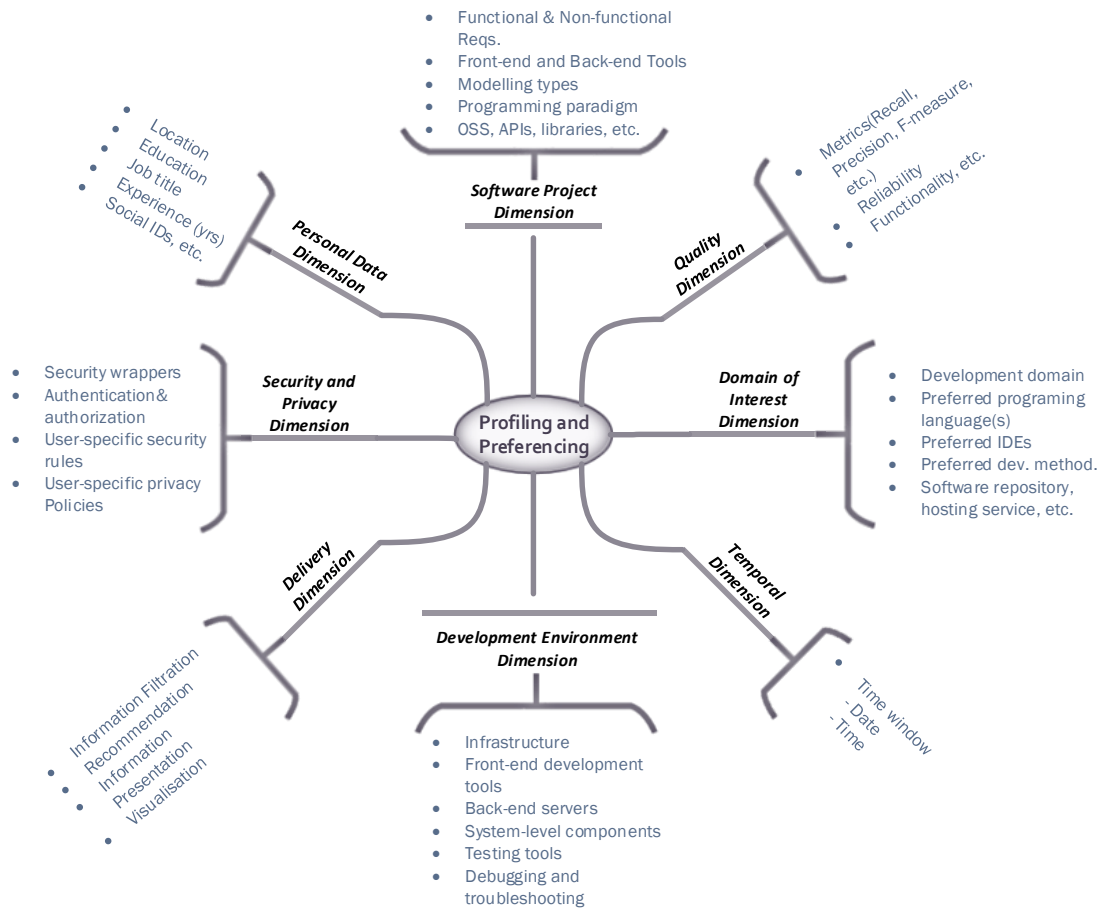 Functional & Non-functional
Reqs.
Front-end and Back-end Tools
Modelling types
Programming paradigm
OSS, APIs, libraries, etc.
Software Project
Dimension
Location
Education
Job title
Experience (yrs)
Social IDs, etc.
Personal Data
Dimension
Metrics(Recall,
Precision, F-measure,
etc.)
Reliability
Functionality, etc.
Quality
Dimension
Security wrappers
Authentication&
authorization
User-specific security
rules
User-specific privacy
Policies
Security and
Privacy
Dimension
Profiling and
Preferencing
Domain of
Interest
Dimension
Development domain
Preferred programing
language(s)
Preferred IDEs
Preferred dev. method.
Software repository,
hosting service, etc.
Delivery
Dimension
Information Filtration
Recommendation
Information
Presentation
Visualisation
Development Environment
Dimension
Infrastructure
Front-end development
tools
Back-end servers
System-level components
Testing tools
Debugging and
troubleshooting
Temporal
Dimension
Time window
- Date
- Time